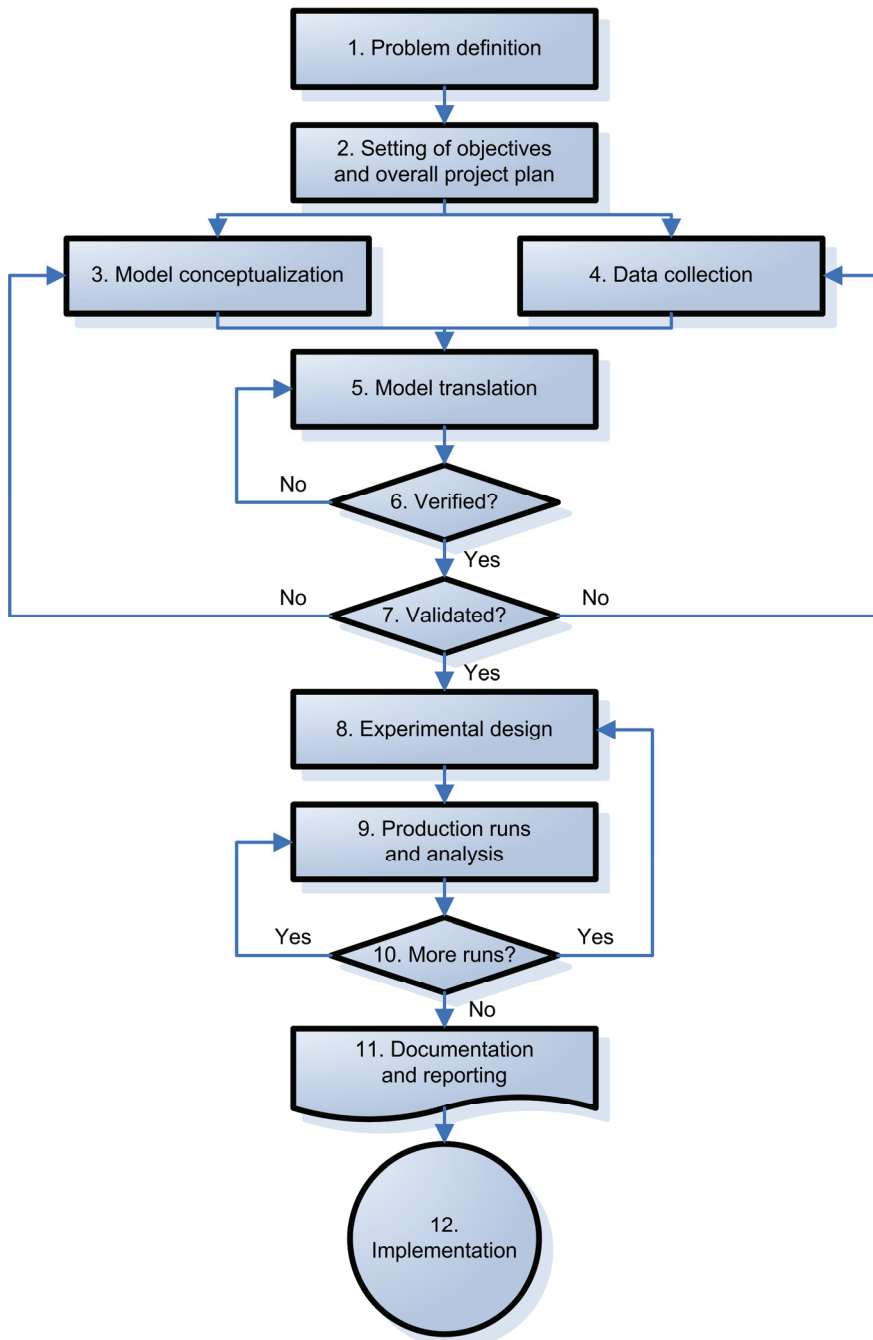 1. Problem definition
2. Setting of objectives
and overall project plan
3. Model conceptualization
4. Data collection
5. Model translation
No
6. Verified?
Yes
No
7. Validated?
No
Yes
8. Experimental design
9. Production runs
and analysis
Yes
10. More runs?
Yes
No
11. Documentation
and reporting
12.
Implementation